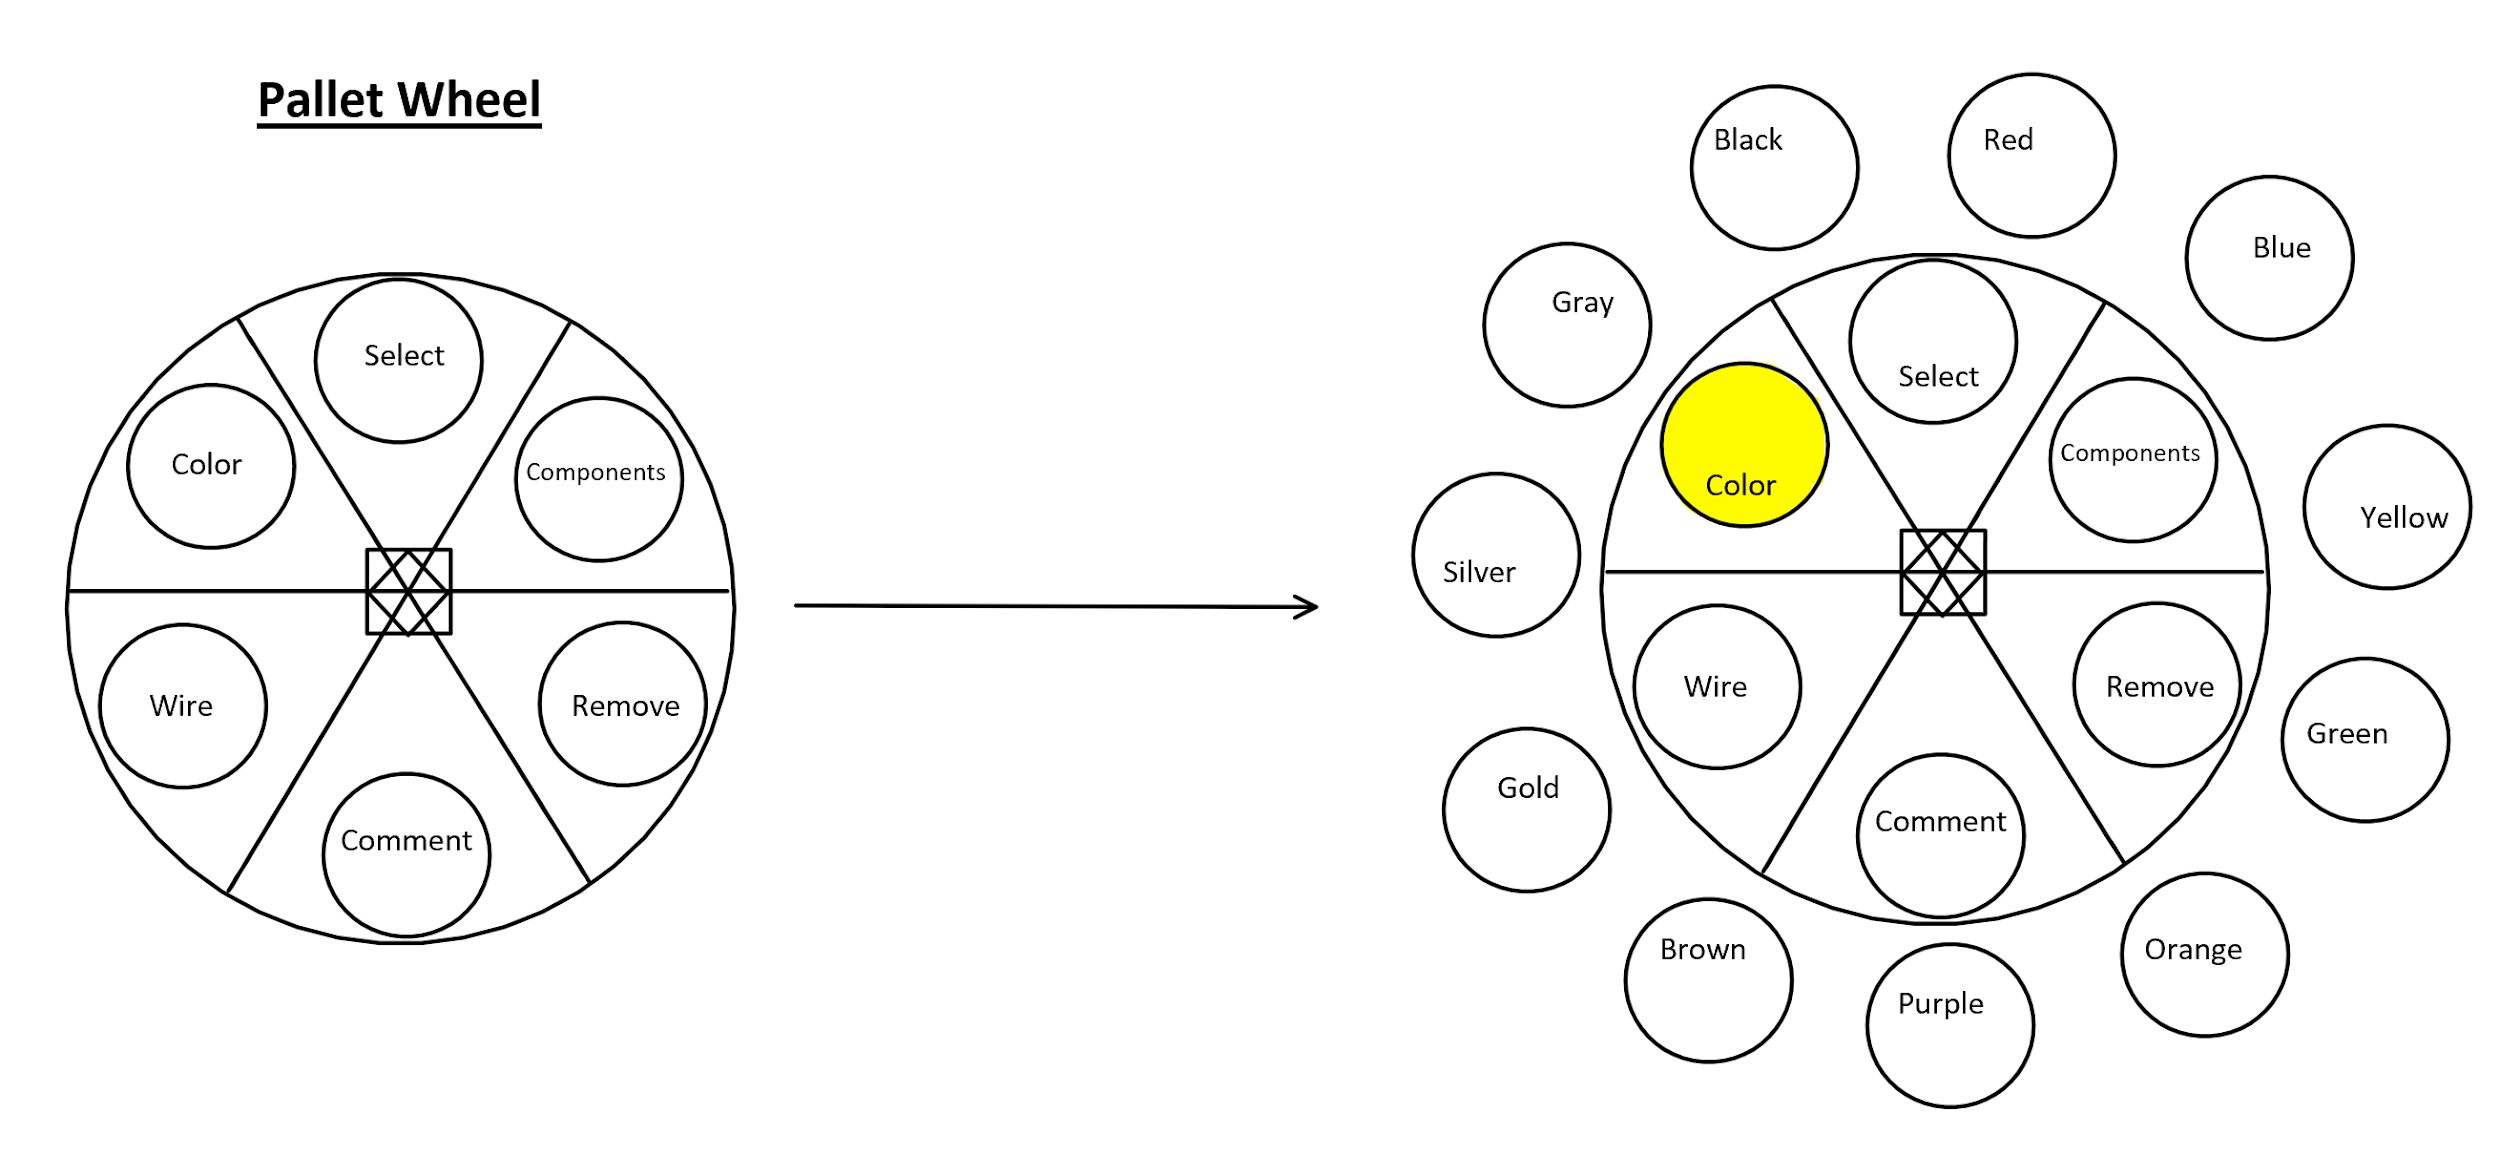 Pallet Wheel
Select
Color
Components
Wire
Remove
Comment
Black
Red
Blue
Gray
Select
Components
Color
Yellow
Silver
Wire
Remove
Green
Gold
Comment
Brown
Orange
Purple